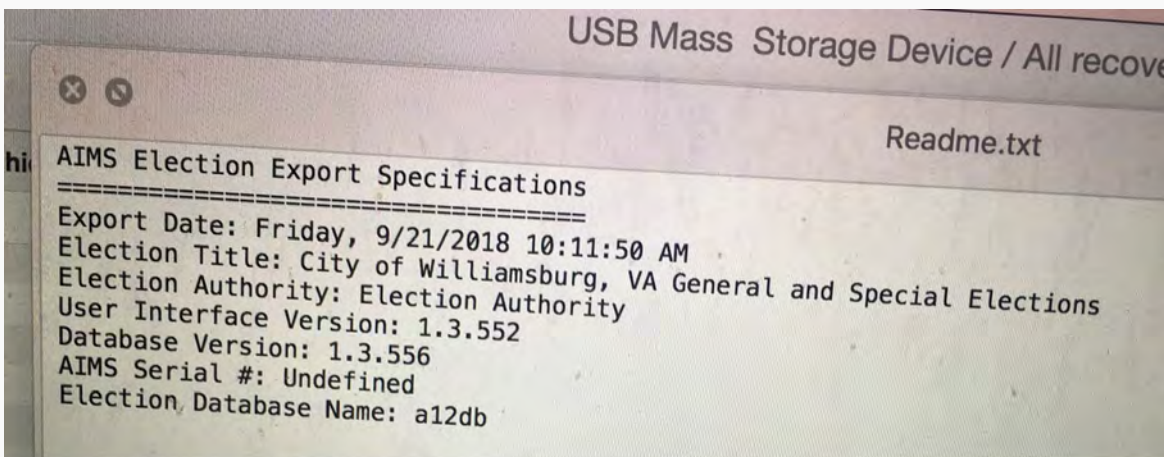 USB Mass Storage Device / All recove
Readme.txt
hi
AIMS Election Export Specifications
===================================
Export Date: Friday, 9/21/2018 10:11:50 AM
Election Title: City of Williamsburg, VA General and Special Elections
Election Authority: Election Authority
User Interface Version: 1.3.552
Database Version: 1.3.556
AIMS Serial #: Undefined
Election Database Name: a12db